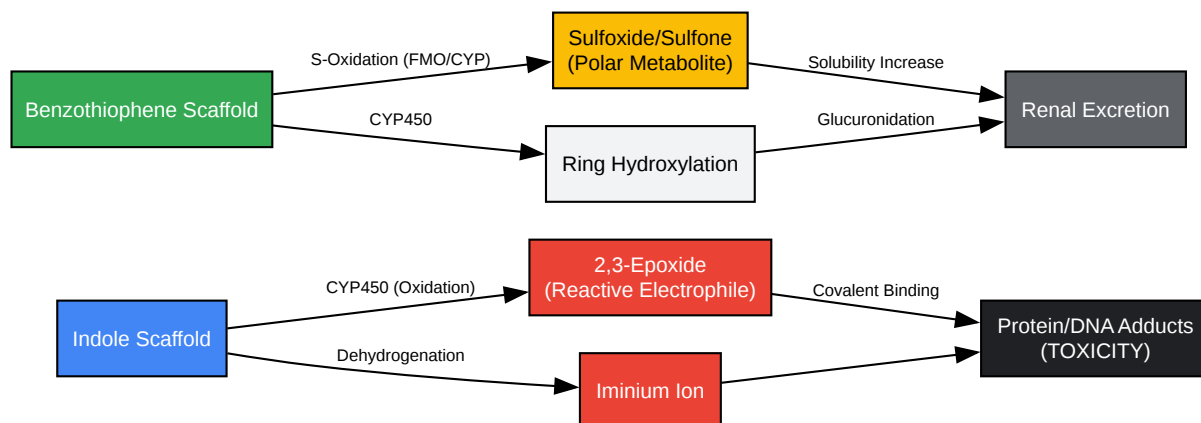 Benzothiophene Scaffold
S-Oxidation (FMO/CYP)
CYP450
Sulfoxide/Sulfone
(Polar Metabolite)
Ring Hydroxylation
Solubility Increase
Glucuronidation
Renal Excretion
Indole Scaffold
CYP450 (Oxidation)
Dehydrogenation
2,3-Epoxide
(Reactive Electrophile)
Iminium Ion
Covalent Binding
Protein/DNA Adducts
(TOXICITY)